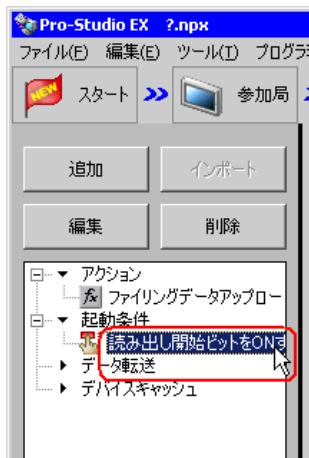 Pro-Studio EX ?.npx
ファイル(F) 編集(E) ツール(T) プログラ
NEW スタート 参加局
追加 インポート
編集 削除
アクション
fx ファイリングデータアップロー
起動条件
読み出し開始ビットをONす
データ転送
デバイスキャッシュ